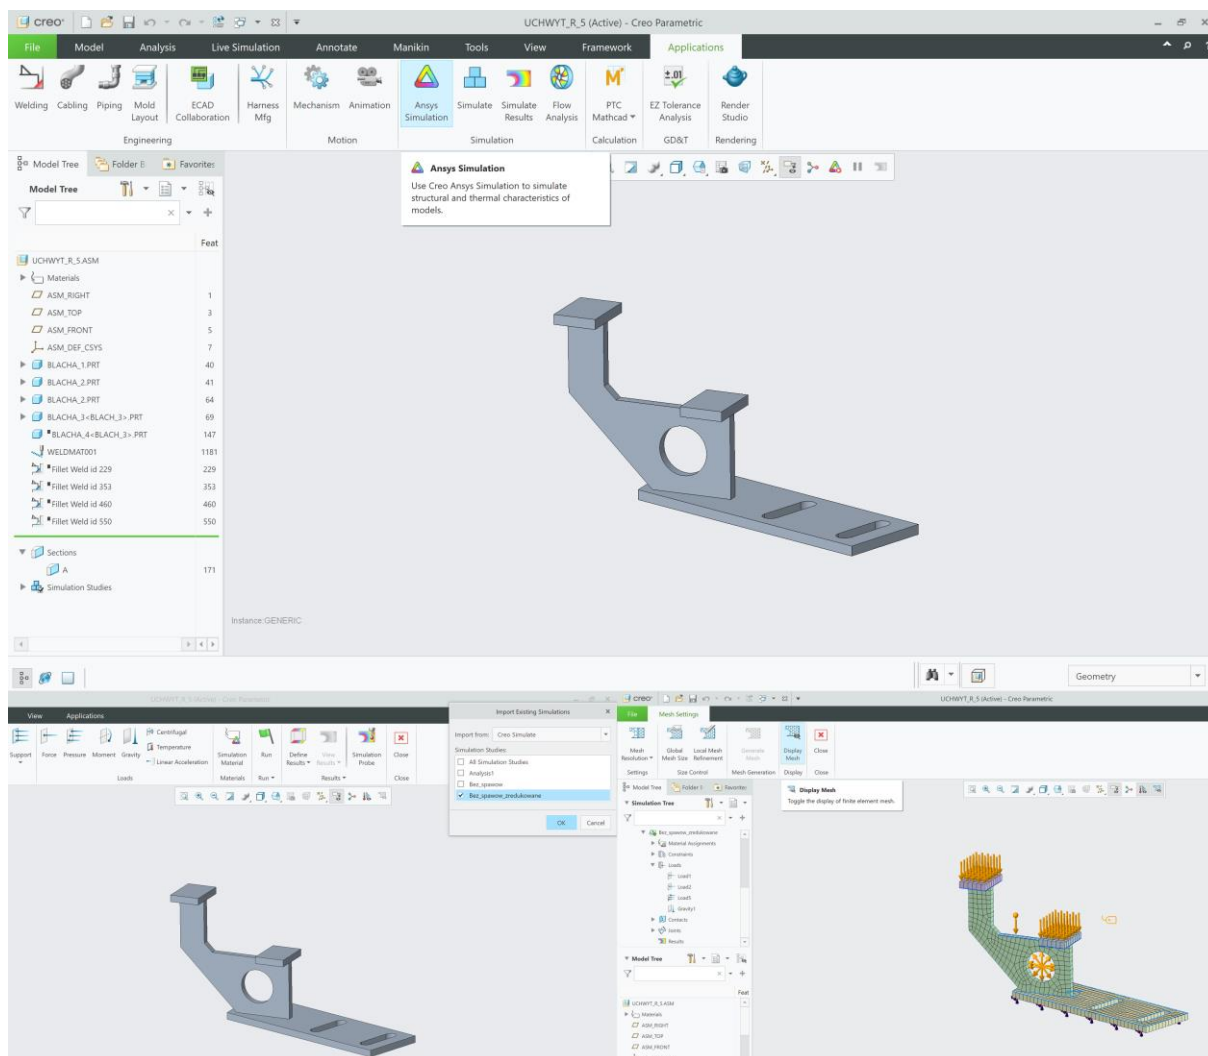 creo®
UCHWYT_R_5 (Active) - Creo Parametric
File Model Analysis Live Simulation Annotate Manikin Tools View Framework Applications
Welding Cabling Piping Mold Layout ECAD Collaboration Harness Mfg Mechanism Animation Ansys Simulation Simulate Simulate Results Flow Analysis PTC Mathcad EZ Tolerance Analysis Render Studio
Engineering Motion Simulation Calculation GD&T Rendering
Model Tree Folder B Favorites
Ansys Simulation
Use Creo Ansys Simulation to simulate
structural and thermal characteristics of
models.
Model Tree
Feat
UCHWYT_R_5.ASM
Materials
ASM_RIGHT 1
ASM_TOP 3
ASM_FRONT 5
ASM_DEF_CSYS 7
BLACHA_1.PRT 40
BLACHA_2.PRT 41
BLACHA_2.PRT 64
BLACHA_3<BLACH_3>.PRT 69
BLACHA_4<BLACH_3>.PRT 147
WELDMAT001 1181
Fillet Weld id 229 229
Fillet Weld id 353 353
Fillet Weld id 460 460
Fillet Weld id 550 550
Sections
A 171
Simulation Studies
Instance:GENERIC
Geometry
UCHWYT_R_5 (Active) - Creo Parametric
View Applications
Support Force Pressure Moment Gravity Centrifugal
Temperature
Linear Acceleration
Simulation Material Run Define Results View Results Simulation Probe Close
Loads Materials Run Results Close
Import Existing Simulations
Import from: Creo Simulate
Simulation Studies:
All Simulation Studies
Analysis1
Bez_spawow
Bez_spawow_zredukowane
OK Cancel
creo®
UCHWYT_R_5 (Active) - Creo Parametric
File Mesh Settings
Mesh Resolution Global Mesh Size Local Mesh Refinement Generate Mesh Display Mesh Close
Settings Size Control Mesh Generation Display Close
Model Tree Folder B Favorites
Display Mesh
Toggle the display of finite element mesh.
Simulation Tree
Bez_spawow_zredukowane
Material Assignments
Constraints
Loads
Load1
Load2
Load3
Gravity1
Contacts
Joints
Results
Model Tree
Feat
UCHWYT_R_5.ASM
Materials
ASM_RIGHT
ASM_TOP
ASM_FRONT